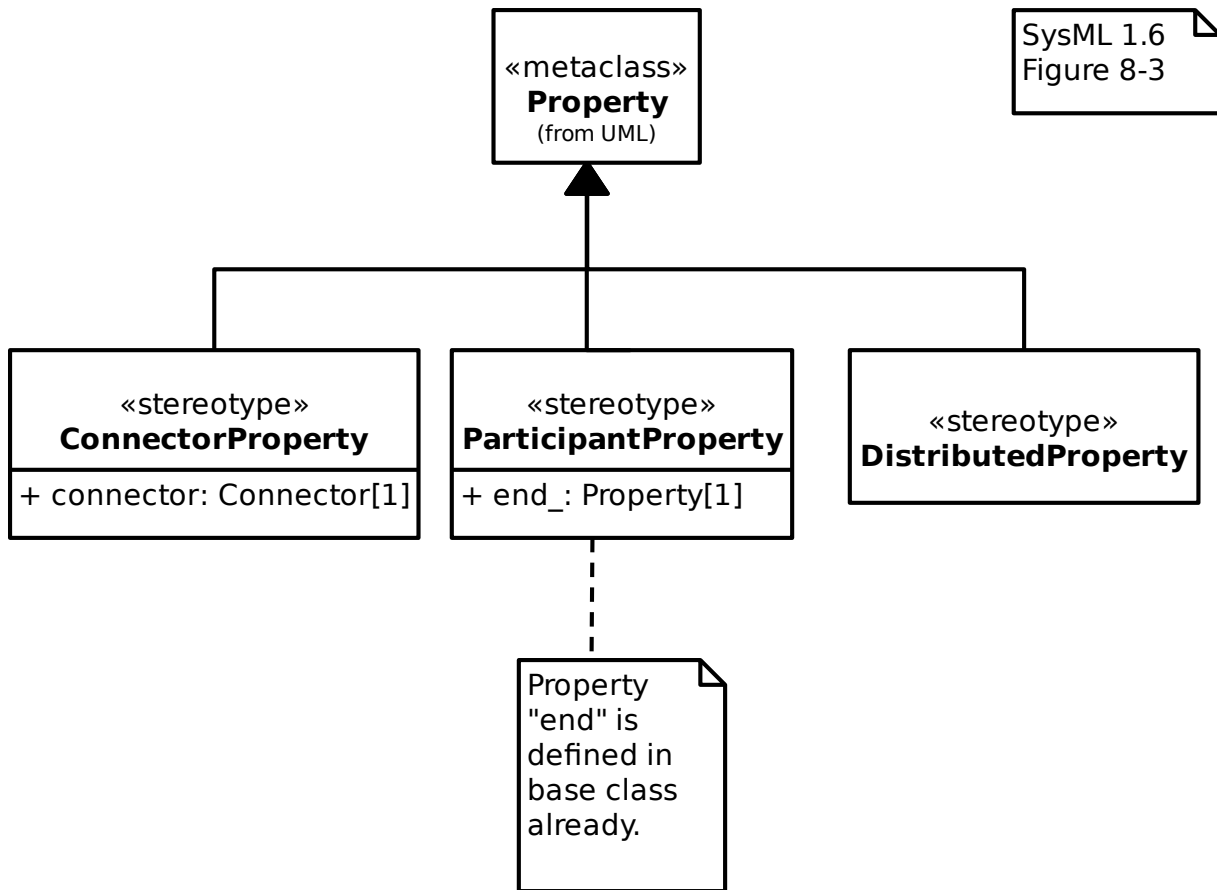 «metaclass»
Property
(from UML)
SysML 1.6
Figure 8-3
«stereotype»
ConnectorProperty
+ connector: Connector[1]
«stereotype»
ParticipantProperty
+ end_: Property[1]
«stereotype»
DistributedProperty
Property
"end" is
defined in
base class
already.